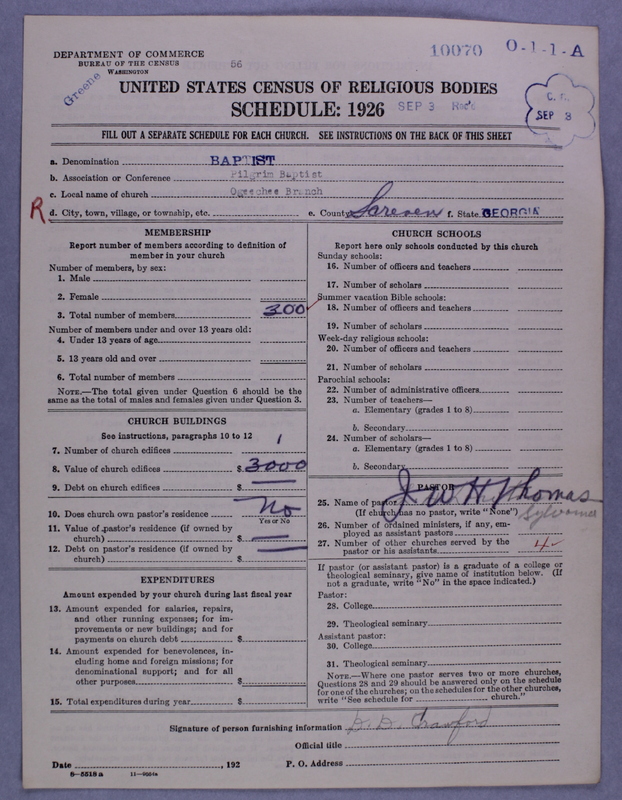 DEPARTMENT OF COMMERCE
BUREAU OF THE CENSUS
WASHINGTON
56
10070 O-1-1-A
Greene
UNITED STATES CENSUS OF RELIGIOUS BODIES
SCHEDULE: 1926
SEP 3 Rec'd
C. F.
SEP 3
FILL OUT A SEPARATE SCHEDULE FOR EACH CHURCH. SEE INSTRUCTIONS ON THE BACK OF THIS SHEET
a. Denomination BAPTIST
b. Association or Conference Pilgrim Baptist
c. Local name of church Ogeechee Branch
R d. City, town, village, or township, etc. e. County Screven f. State GEORGIA
MEMBERSHIP
Report number of members according to definition of
member in your church
Number of members, by sex:
1. Male
2. Female
3. Total number of members 300
Number of members under and over 13 years old:
4. Under 13 years of age
5. 13 years old and over
6. Total number of members
NOTE.—The total given under Question 6 should be the
same as the total of males and females given under Question 3.
CHURCH BUILDINGS
See instructions, paragraphs 10 to 12
7. Number of church edifices 1
8. Value of church edifices $ 3000
9. Debt on church edifices $ —
10. Does church own pastor's residence No
Yes or No
11. Value of pastor's residence (if owned by
church) $ —
12. Debt on pastor's residence (if owned by
church) $ —
EXPENDITURES
Amount expended by your church during last fiscal year
13. Amount expended for salaries, repairs,
and other running expenses; for im-
provements or new buildings; and for
payments on church debt $
14. Amount expended for benevolences, in-
cluding home and foreign missions; for
denominational support; and for all
other purposes $
15. Total expenditures during year $
CHURCH SCHOOLS
Report here only schools conducted by this church
Sunday schools:
16. Number of officers and teachers
17. Number of scholars
Summer vacation Bible schools:
18. Number of officers and teachers
19. Number of scholars
Week-day religious schools:
20. Number of officers and teachers
21. Number of scholars
Parochial schools:
22. Number of administrative officers
23. Number of teachers—
a. Elementary (grades 1 to 8)
b. Secondary
24. Number of scholars—
a. Elementary (grades 1 to 8)
b. Secondary
PASTOR
25. Name of pastor J W H Thomas
(If church has no pastor, write "None")
26. Number of ordained ministers, if any, em-
ployed as assistant pastors
27. Number of other churches served by the
pastor or his assistants 4
If pastor (or assistant pastor) is a graduate of a college or
theological seminary, give name of institution below. (If
not a graduate, write "No" in the space indicated.)
Pastor:
28. College
29. Theological seminary
Assistant pastor:
30. College
31. Theological seminary
NOTE.—Where one pastor serves two or more churches,
Questions 28 and 29 should be answered only on the schedule
for one of the churches; on the schedules for the other churches,
write "See schedule for church."
Signature of person furnishing information D. D. Crawford
Official title
Date , 192 P. O. Address
8-5518 a